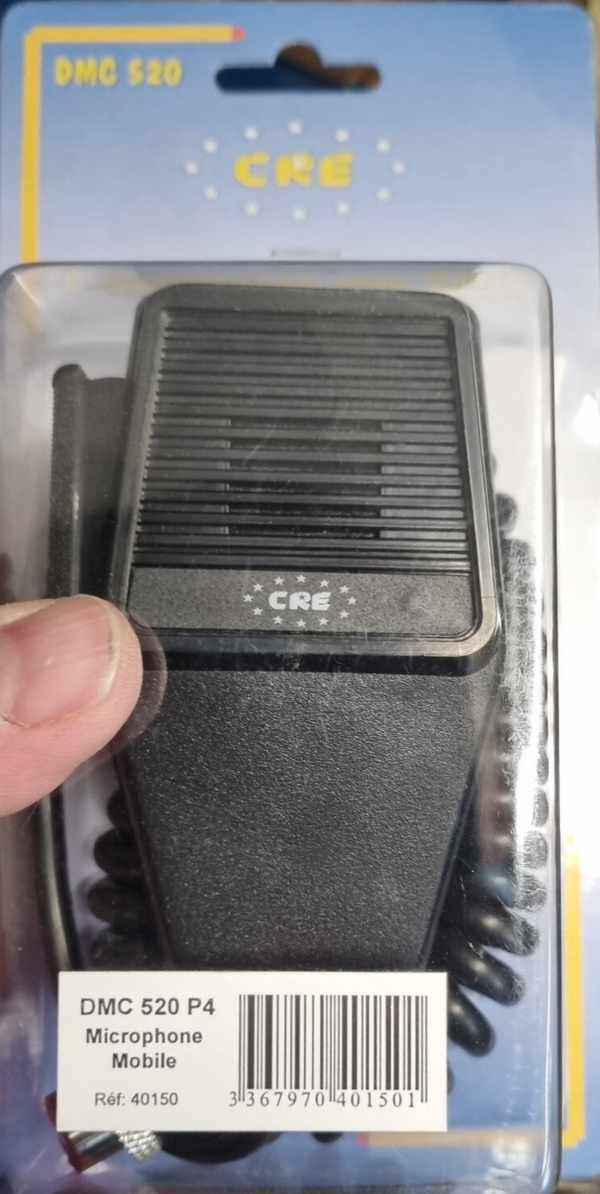 DMC 520
CRE
CRE
DMC 520 P4
Microphone
Mobile
Réf: 40150
3 367970 401501